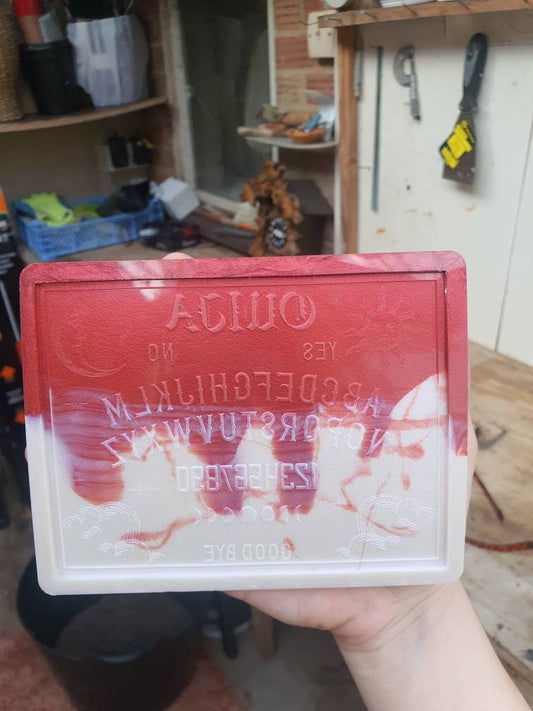 OUIJA
YES NO
ABCDEFGHIJKLM
NOPQRSTUVWXYZ
1234567890
GOOD BYE